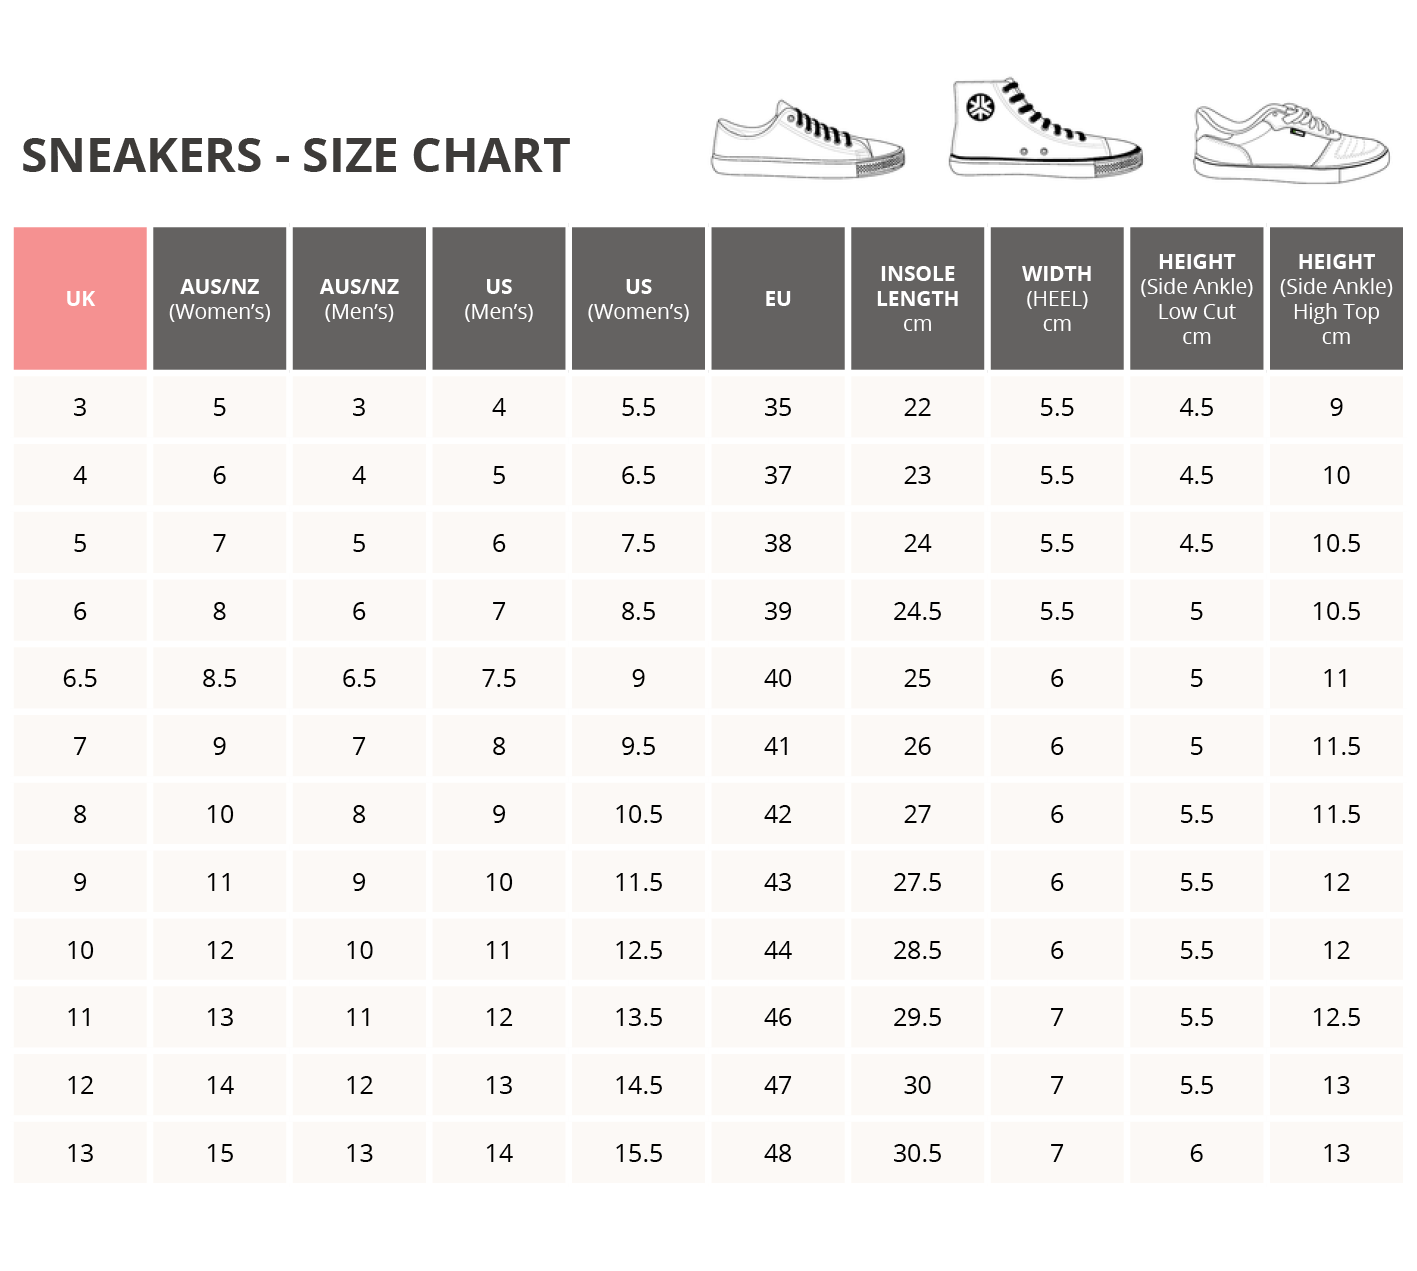 SNEAKERS - SIZE CHART
UK
AUS/NZ
(Women’s)
AUS/NZ
(Men’s)
US
(Men’s)
US
(Women’s)
EU
INSOLE
LENGTH
cm
WIDTH
(HEEL)
cm
HEIGHT
(Side Ankle)
Low Cut
cm
HEIGHT
(Side Ankle)
High Top
cm
3 5 3 4 5.5 35 22 5.5 4.5 9
4 6 4 5 6.5 37 23 5.5 4.5 10
5 7 5 6 7.5 38 24 5.5 4.5 10.5
6 8 6 7 8.5 39 24.5 5.5 5 10.5
6.5 8.5 6.5 7.5 9 40 25 6 5 11
7 9 7 8 9.5 41 26 6 5 11.5
8 10 8 9 10.5 42 27 6 5.5 11.5
9 11 9 10 11.5 43 27.5 6 5.5 12
10 12 10 11 12.5 44 28.5 6 5.5 12
11 13 11 12 13.5 46 29.5 7 5.5 12.5
12 14 12 13 14.5 47 30 7 5.5 13
13 15 13 14 15.5 48 30.5 7 6 13